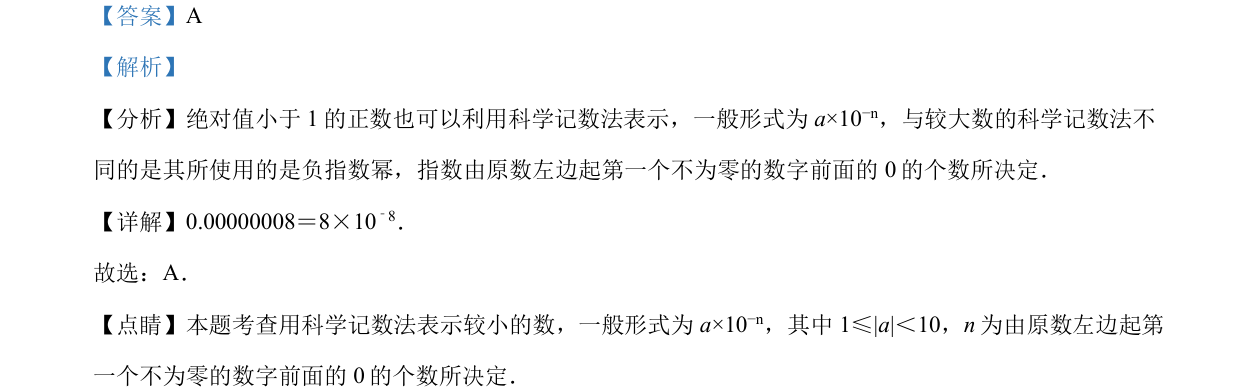 【答案】A
【解析】
【分析】绝对值小于 1 的正数也可以利用科学记数法表示，一般形式为 a×10⁻ⁿ，与较大数的科学记数法不
同的是其所使用的是负指数幂，指数由原数左边起第一个不为零的数字前面的 0 的个数所决定．
【详解】0.00000008＝8×10⁻⁸．
故选：A．
【点睛】本题考查用科学记数法表示较小的数，一般形式为 a×10⁻ⁿ，其中 1≤|a|＜10，n 为由原数左边起第
一个不为零的数字前面的 0 的个数所决定．